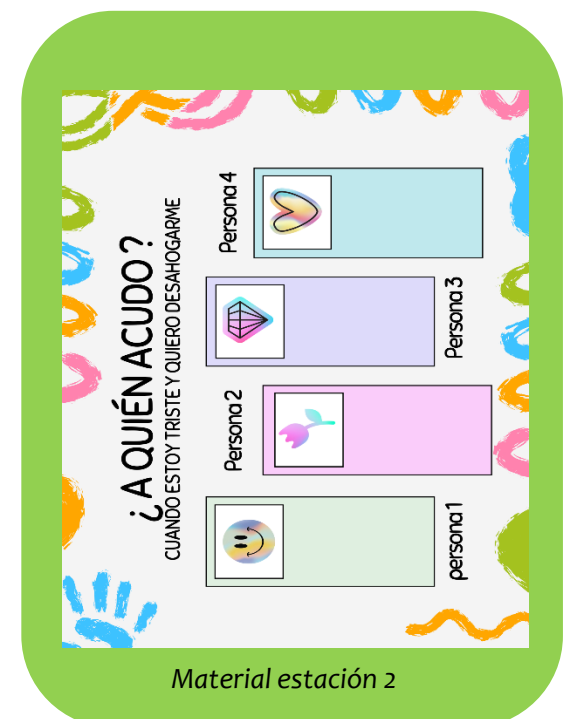 ¿ A QUIÉN ACUDO ?
CUANDO ESTOY TRISTE Y QUIERO DESAHOGARME
persona 1
Persona 2
Persona 3
Persona 4
Material estación 2